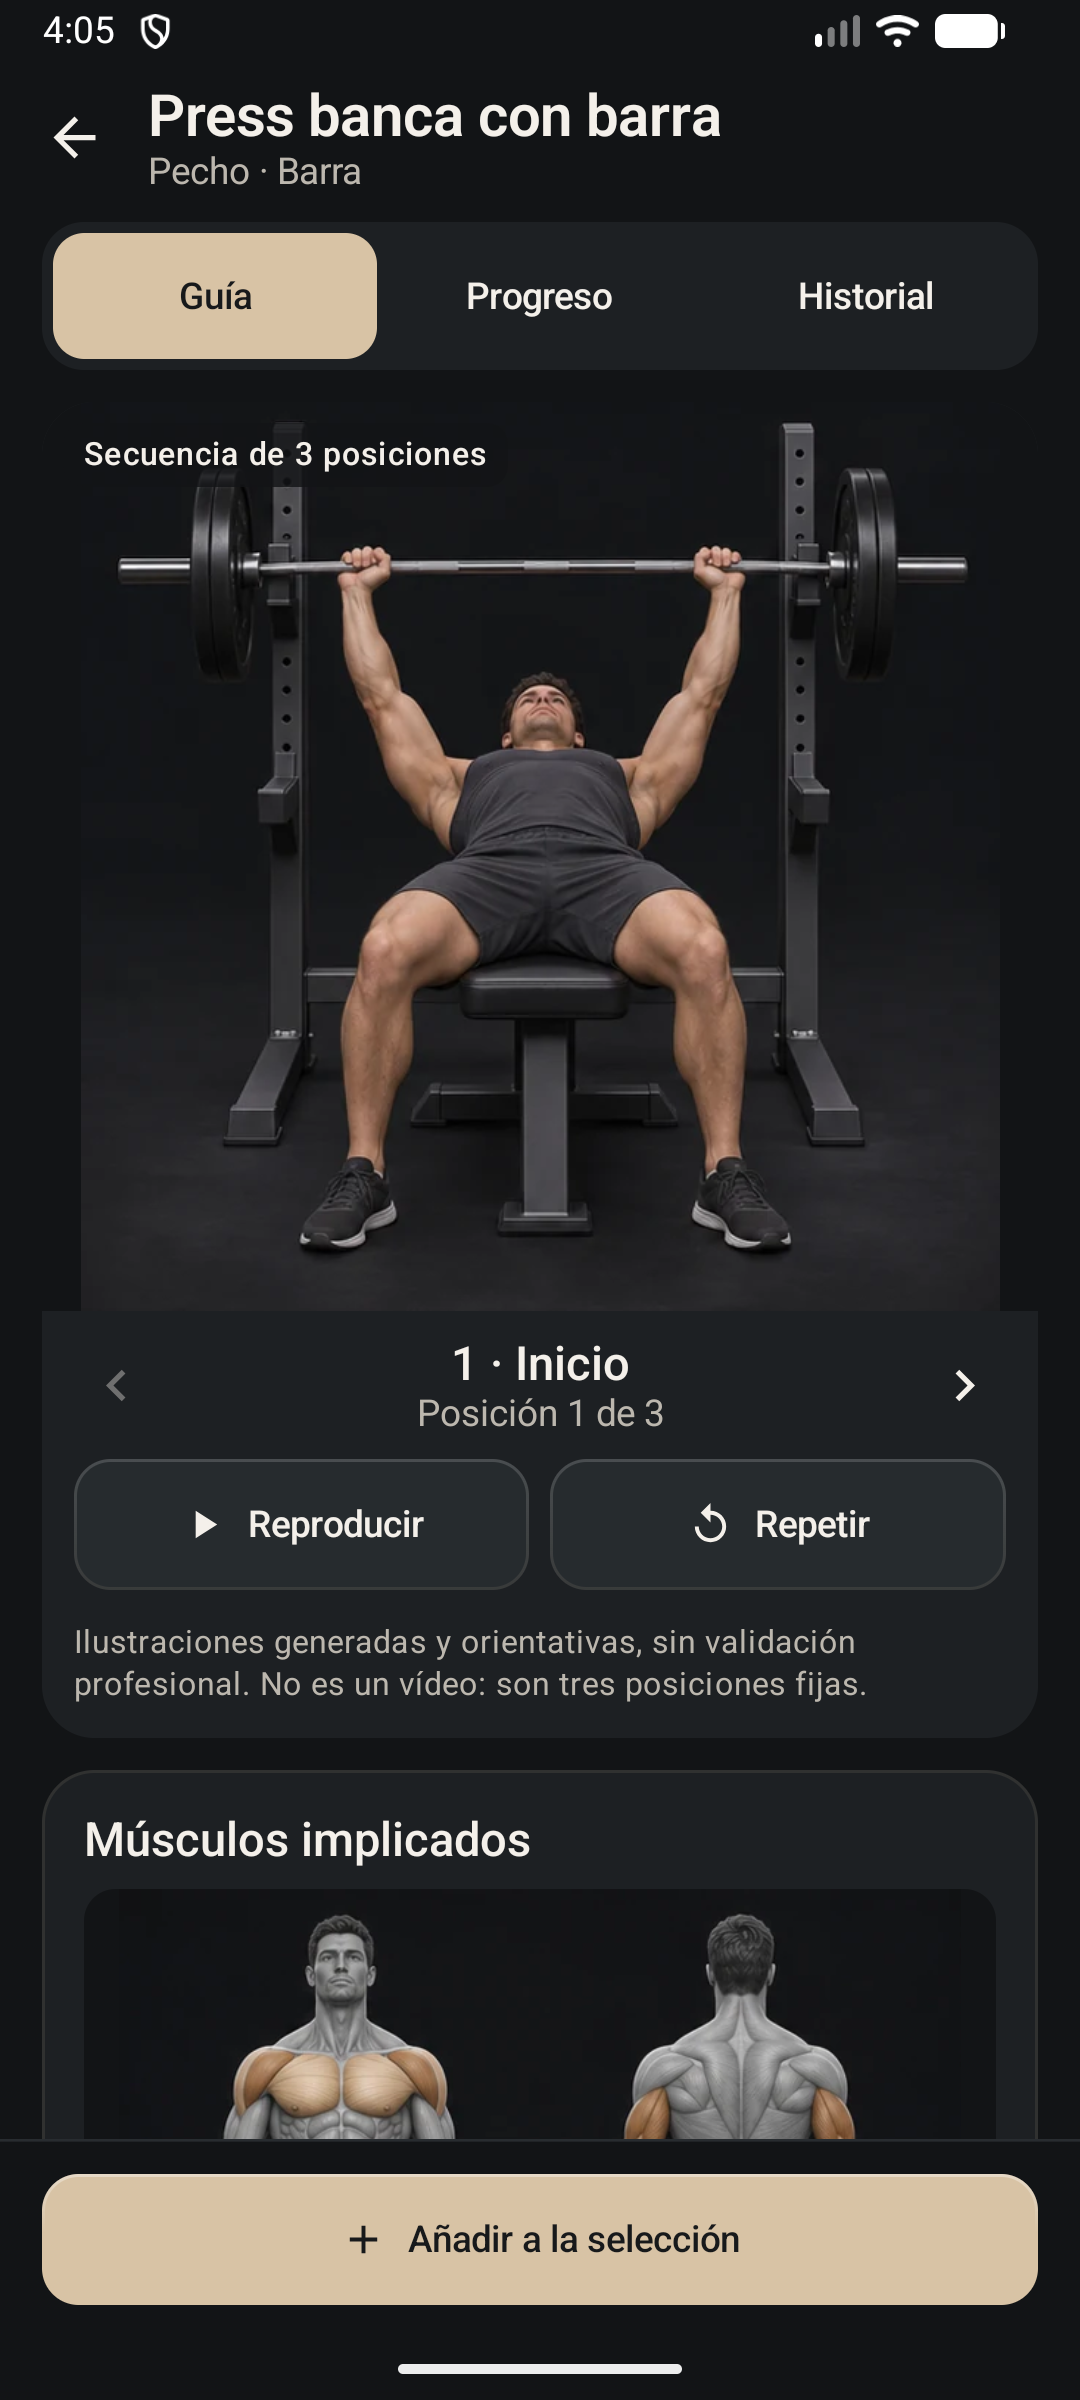 4:05
Press banca con barra
Pecho · Barra
Guía
Progreso
Historial
Secuencia de 3 posiciones
1 · Inicio
Posición 1 de 3
Reproducir
Repetir
Ilustraciones generadas y orientativas, sin validación
profesional. No es un vídeo: son tres posiciones fijas.
Músculos implicados
Añadir a la selección